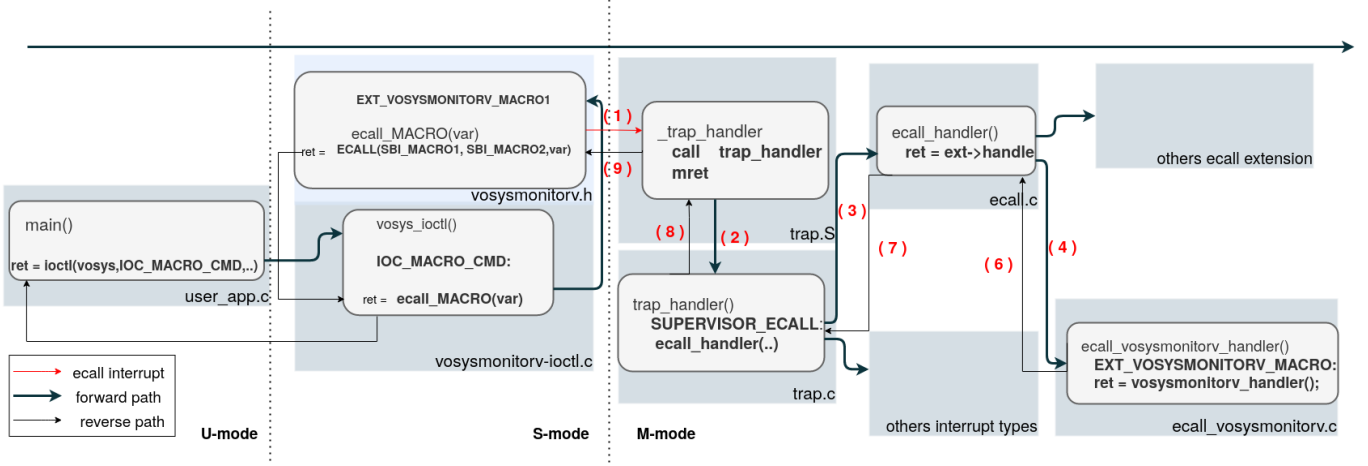 main()
ret = ioctl(vosys,IOC_MACRO_CMD,..)
user_app.c
EXT_VOSYSMONITORV_MACRO1
ecall_MACRO(var)
ret = ECALL(SBI_MACRO1, SBI_MACRO2,var)
vosysmonitorv.h
vosys_ioctl()
IOC_MACRO_CMD:
ret = ecall_MACRO(var)
vosysmonitorv-ioctl.c
( 1 )
( 9 )
_trap_handler
call trap_handler
mret
trap.S
( 8 )
( 2 )
trap_handler()
SUPERVISOR_ECALL:
ecall_handler(..)
trap.c
( 3 )
( 7 )
ecall_handler()
ret = ext->handle
ecall.c
others ecall extension
( 6 )
( 4 )
others interrupt types
ecall_vosysmonitorv_handler()
EXT_VOSYSMONITORV_MACRO:
ret = vosysmonitorv_handler();
ecall_vosysmonitorv.c
ecall interrupt
forward path
reverse path
U-mode
S-mode
M-mode